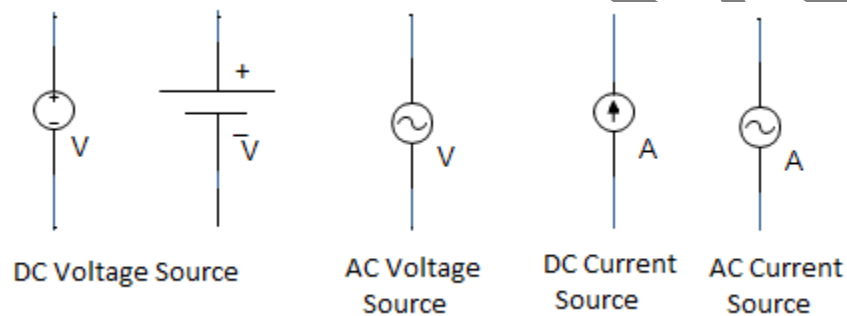 +
-
V
+
-
V
V
A
A
DC Voltage Source
AC Voltage
Source
DC Current
Source
AC Current
Source